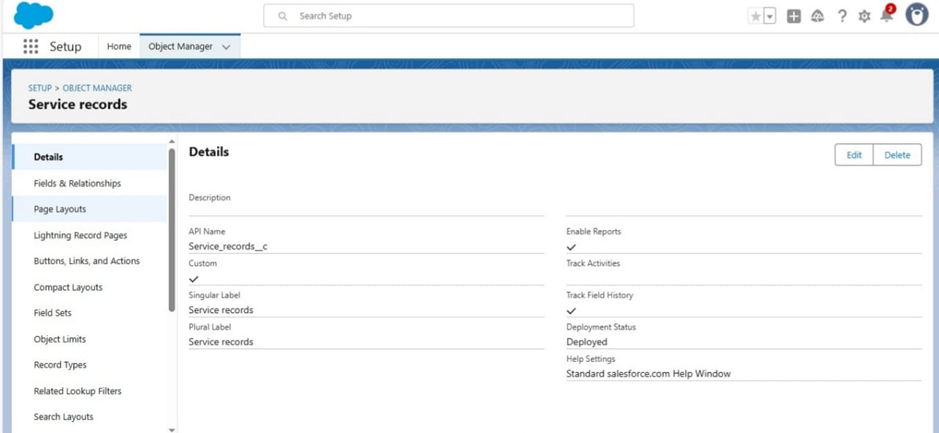 Search Setup
2
Setup Home Object Manager
SETUP > OBJECT MANAGER
Service records
Details
Fields & Relationships
Page Layouts
Lightning Record Pages
Buttons, Links, and Actions
Compact Layouts
Field Sets
Object Limits
Record Types
Related Lookup Filters
Search Layouts
Details
Edit Delete
Description
API Name
Service_records__c
Custom
Singular Label
Service records
Plural Label
Service records
Enable Reports
Track Activities
Track Field History
Deployment Status
Deployed
Help Settings
Standard salesforce.com Help Window